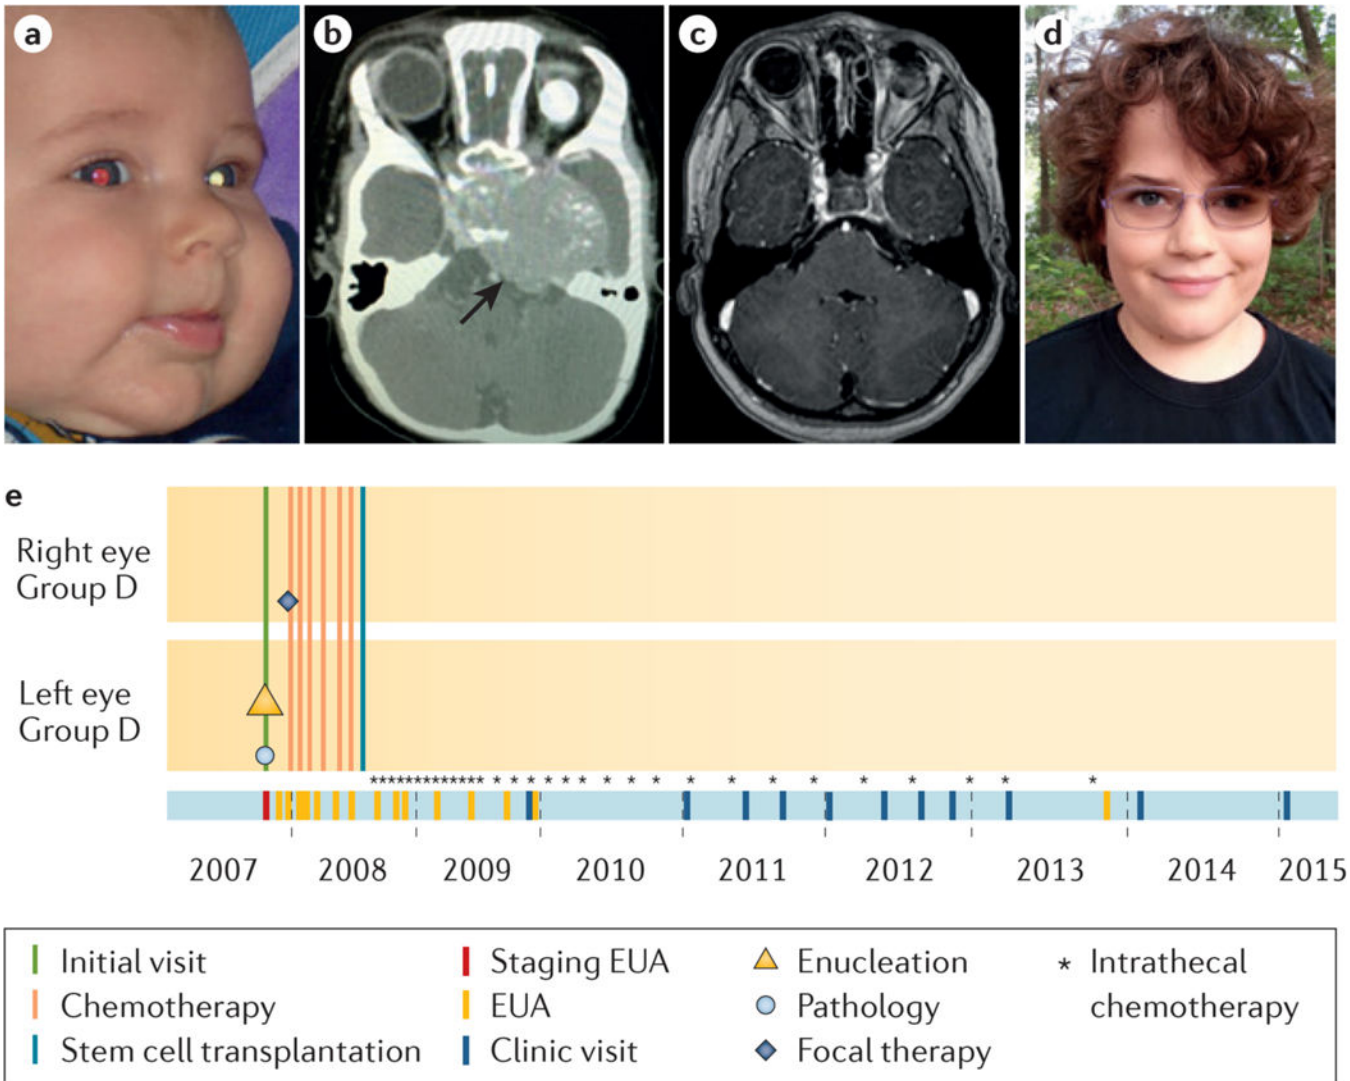 a
b
c
d
e
Right eye
Group D
Left eye
Group D
*********************
2007 2008 2009 2010 2011 2012 2013 2014 2015
Initial visit
Chemotherapy
Stem cell transplantation
Staging EUA
EUA
Clinic visit
Enucleation
Pathology
Focal therapy
* Intrathecal
chemotherapy